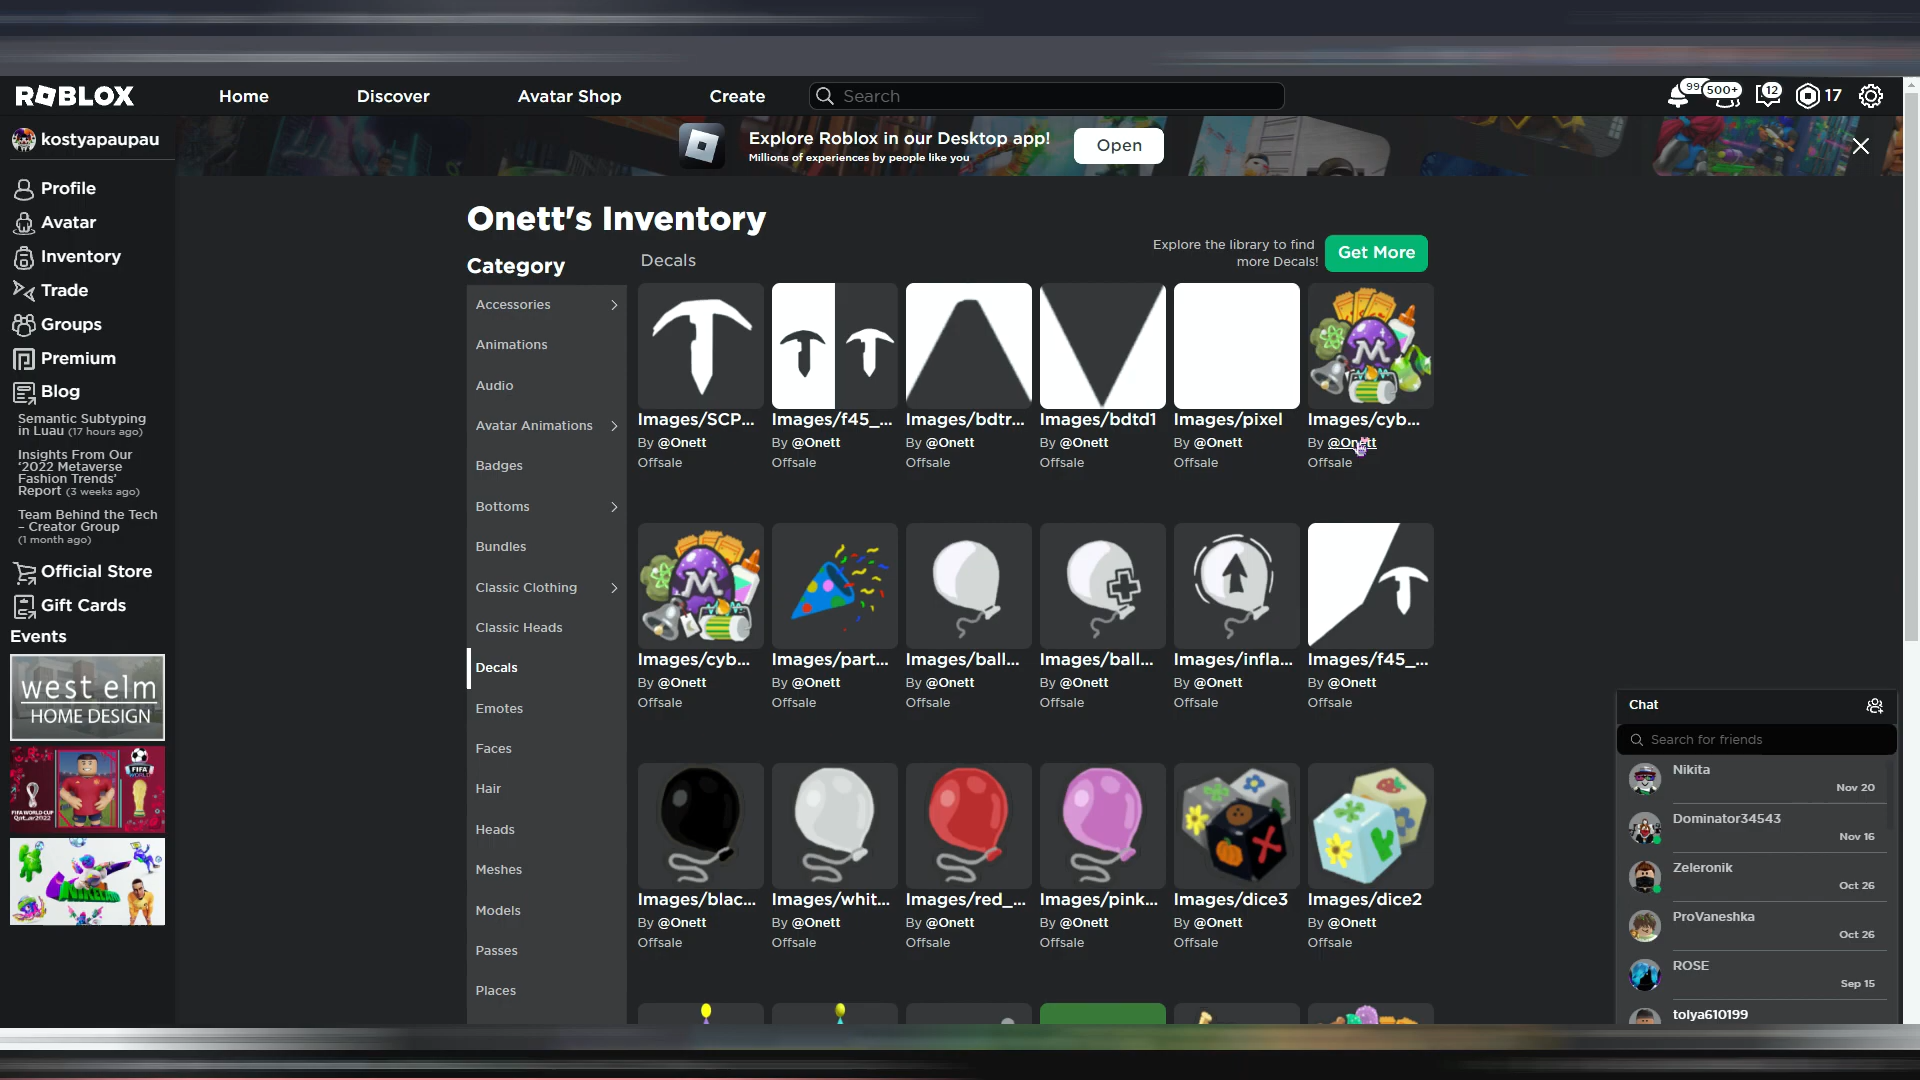 ROBLOX
Home
Discover
Avatar Shop
Create
Search
99
500+
12
17
kostyapaupau
Explore Roblox in our Desktop app!
Millions of experiences by people like you
Open
Profile
Avatar
Inventory
Trade
Groups
Premium
Blog
Semantic Subtyping
in Luau (17 hours ago)
Insights From Our
'2022 Metaverse
Fashion Trends'
Report (3 weeks ago)
Team Behind the Tech
- Creator Group
(1 month ago)
Official Store
Gift Cards
Events
west elm
HOME DESIGN
FIFA
WORLD CUP
FIFA WORLD CUP
Qatar2022
Onett's Inventory
Category
Accessories
Animations
Audio
Avatar Animations
Badges
Bottoms
Bundles
Classic Clothing
Classic Heads
Decals
Emotes
Faces
Hair
Heads
Meshes
Models
Passes
Places
Decals
Explore the library to find
more Decals!
Get More
M
Images/SCP... Images/f45_... Images/bdtr... Images/bdtd1 Images/pixel Images/cyb...
By @Onett By @Onett By @Onett By @Onett By @Onett By @Onett
Offsale Offsale Offsale Offsale Offsale Offsale
M
Images/cyb... Images/part... Images/ball... Images/ball... Images/infla... Images/f45_...
By @Onett By @Onett By @Onett By @Onett By @Onett By @Onett
Offsale Offsale Offsale Offsale Offsale Offsale
Images/blac... Images/whit... Images/red_... Images/pink... Images/dice3 Images/dice2
By @Onett By @Onett By @Onett By @Onett By @Onett By @Onett
Offsale Offsale Offsale Offsale Offsale Offsale
Chat
Search for friends
Nikita
Nov 20
Dominator34543
Nov 16
Zeleronik
Oct 26
ProVaneshka
Oct 26
ROSE
Sep 15
tolya610199